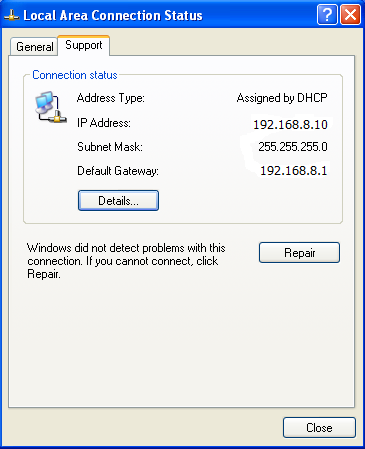 Local Area Connection Status
General
Support
Connection status
Address Type: Assigned by DHCP
IP Address: 192.168.8.10
Subnet Mask: 255.255.255.0
Default Gateway: 192.168.8.1
Details...
Windows did not detect problems with this
connection. If you cannot connect, click
Repair.
Repair
Close